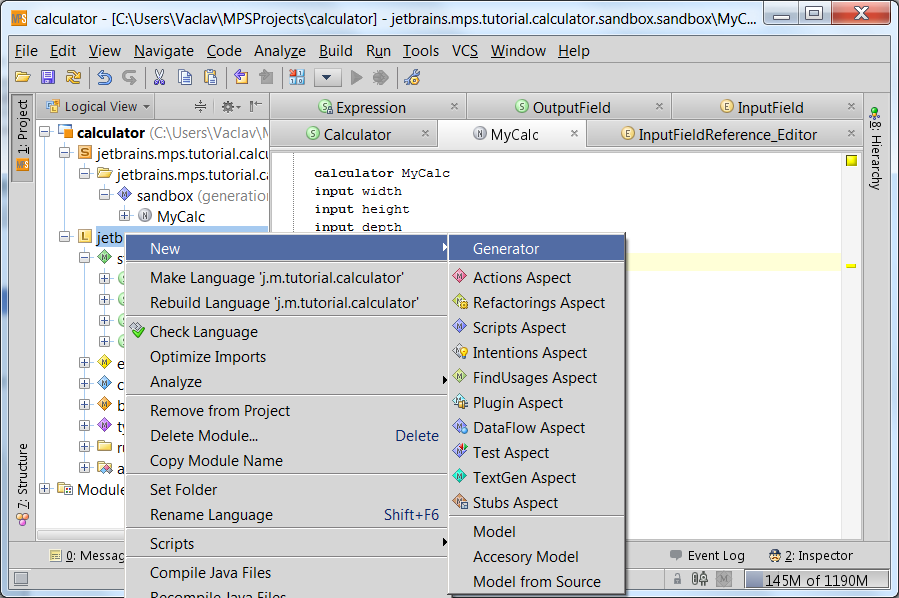 calculator - [C:\Users\Vaclav\MPSProjects\calculator] - jetbrains.mps.tutorial.calculator.sandbox.sandbox\MyC...
File Edit View Navigate Code Analyze Build Run Tools VCS Window Help
Logical View
Expression OutputField InputField
Calculator MyCalc InputFieldReference_Editor
1: Project
7: Structure
8: Hierarchy
calculator (C:\Users\Vaclav\M
jetbrains.mps.tutorial.calcu
jetbrains.mps.tutorial.ca
sandbox (generation
MyCalc
jetb
s
e
c
b
ty
ru
a
Module
calculator MyCalc
input width
input height
input depth
New
Make Language 'j.m.tutorial.calculator'
Rebuild Language 'j.m.tutorial.calculator'
Check Language
Optimize Imports
Analyze
Remove from Project
Delete Module... Delete
Copy Module Name
Set Folder
Rename Language Shift+F6
Scripts
Compile Java Files
Recompile Java Files
Generator
Actions Aspect
Refactorings Aspect
Scripts Aspect
Intentions Aspect
FindUsages Aspect
Plugin Aspect
DataFlow Aspect
Test Aspect
TextGen Aspect
Stubs Aspect
Model
Accesory Model
Model from Source
0: Messag
Event Log 2: Inspector
145M of 1190M